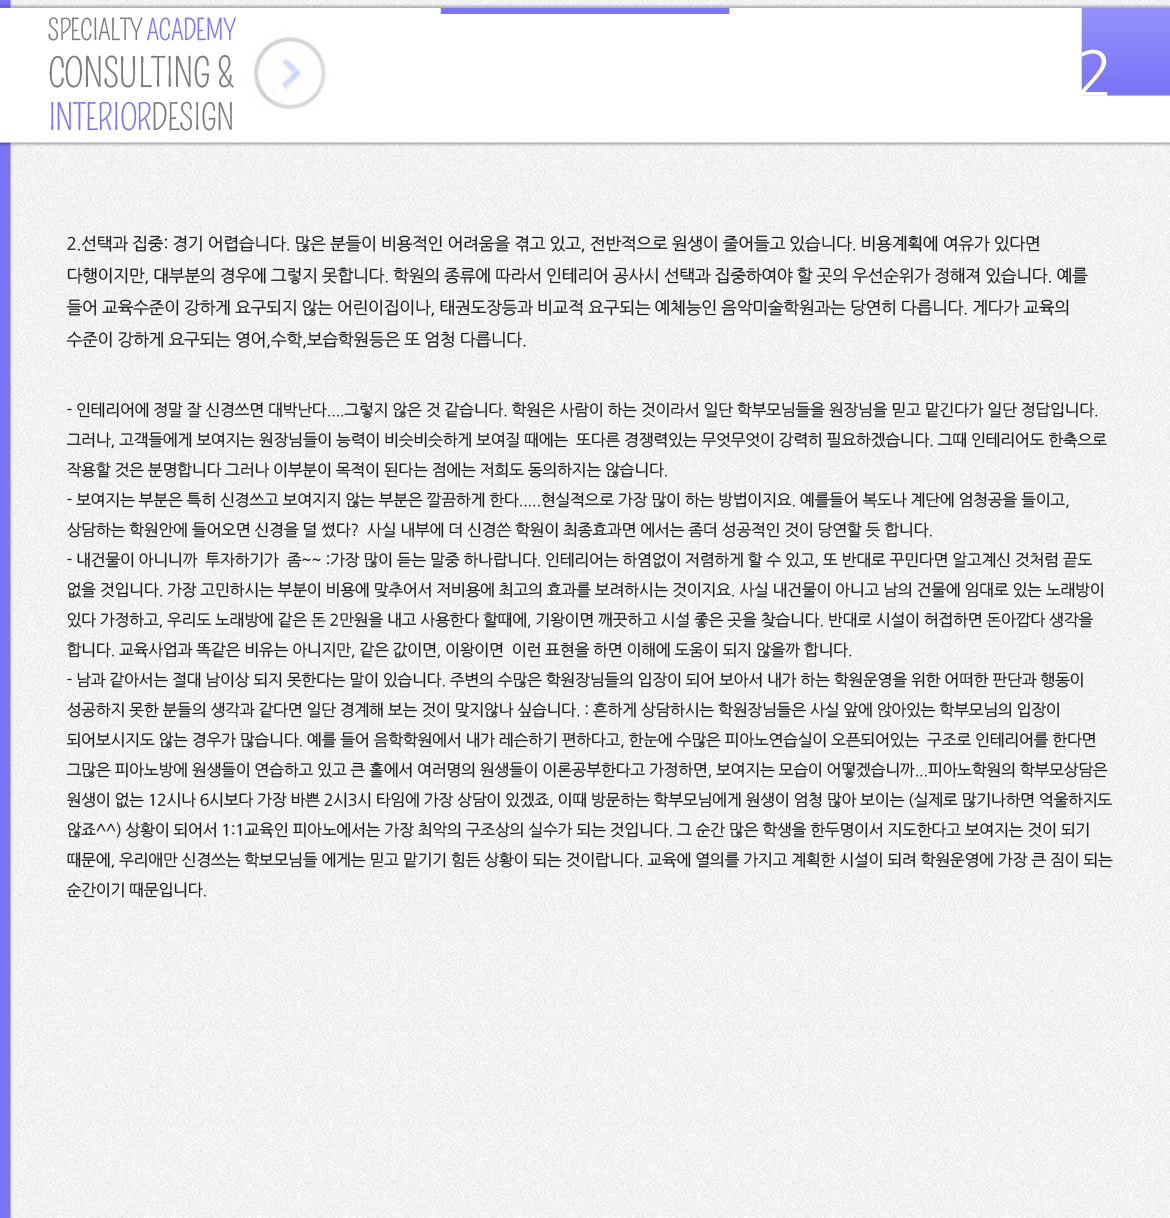 SPECIALTY ACADEMY
CONSULTING &
INTERIORDESIGN
2
2.선택과 집중: 경기 어렵습니다. 많은 분들이 비용적인 어려움을 겪고 있고, 전반적으로 원생이 줄어들고 있습니다. 비용계획에 여유가 있다면
다행이지만, 대부분의 경우에 그렇지 못합니다. 학원의 종류에 따라서 인테리어 공사시 선택과 집중하여야 할 곳의 우선순위가 정해져 있습니다. 예를
들어 교육수준이 강하게 요구되지 않는 어린이집이나, 태권도장등과 비교적 요구되는 예체능인 음악미술학원과는 당연히 다릅니다. 게다가 교육의
수준이 강하게 요구되는 영어,수학,보습학원등은 또 엄청 다릅니다.
- 인테리어에 정말 잘 신경쓰면 대박난다....그렇지 않은 것 같습니다. 학원은 사람이 하는 것이라서 일단 학부모님들을 원장님을 믿고 맡긴다가 일단 정답입니다.
그러나, 고객들에게 보여지는 원장님들이 능력이 비슷비슷하게 보여질 때에는  또다른 경쟁력있는 무엇무엇이 강력히 필요하겠습니다. 그때 인테리어도 한축으로
작용할 것은 분명합니다 그러나 이부분이 목적이 된다는 점에는 저희도 동의하지는 않습니다.
- 보여지는 부분은 특히 신경쓰고 보여지지 않는 부분은 깔끔하게 한다.....현실적으로 가장 많이 하는 방법이지요. 예를들어 복도나 계단에 엄청공을 들이고,
상담하는 학원안에 들어오면 신경을 덜 썼다?  사실 내부에 더 신경쓴 학원이 최종효과면 에서는 좀더 성공적인 것이 당연할 듯 합니다.
- 내건물이 아니니까  투자하기가  좀~~ :가장 많이 듣는 말중 하나랍니다. 인테리어는 하염없이 저렴하게 할 수 있고, 또 반대로 꾸민다면 알고계신 것처럼 끝도
없을 것입니다. 가장 고민하시는 부분이 비용에 맞추어서 저비용에 최고의 효과를 보려하시는 것이지요. 사실 내건물이 아니고 남의 건물에 임대로 있는 노래방이
있다 가정하고, 우리도 노래방에 같은 돈 2만원을 내고 사용한다 할때에, 기왕이면 깨끗하고 시설 좋은 곳을 찾습니다. 반대로 시설이 허접하면 돈아깝다 생각을
합니다. 교육사업과 똑같은 비유는 아니지만, 같은 값이면, 이왕이면  이런 표현을 하면 이해에 도움이 되지 않을까 합니다.
- 남과 같아서는 절대 남이상 되지 못한다는 말이 있습니다. 주변의 수많은 학원장님들의 입장이 되어 보아서 내가 하는 학원운영을 위한 어떠한 판단과 행동이
성공하지 못한 분들의 생각과 같다면 일단 경계해 보는 것이 맞지않나 싶습니다. : 흔하게 상담하시는 학원장님들은 사실 앞에 앉아있는 학부모님의 입장이
되어보시지도 않는 경우가 많습니다. 예를 들어 음학학원에서 내가 레슨하기 편하다고, 한눈에 수많은 피아노연습실이 오픈되어있는  구조로 인테리어를 한다면
그많은 피아노방에 원생들이 연습하고 있고 큰 홀에서 여러명의 원생들이 이론공부한다고 가정하면, 보여지는 모습이 어떻겠습니까...피아노학원의 학부모상담은
원생이 없는 12시나 6시보다 가장 바쁜 2시3시 타임에 가장 상담이 있겠죠, 이때 방문하는 학부모님에게 원생이 엄청 많아 보이는 (실제로 많기나하면 억울하지도
않죠^^) 상황이 되어서 1:1교육인 피아노에서는 가장 최악의 구조상의 실수가 되는 것입니다. 그 순간 많은 학생을 한두명이서 지도한다고 보여지는 것이 되기
때문에, 우리애만 신경쓰는 학보모님들 에게는 믿고 맡기기 힘든 상황이 되는 것이랍니다. 교육에 열의를 가지고 계획한 시설이 되려 학원운영에 가장 큰 짐이 되는
순간이기 때문입니다.